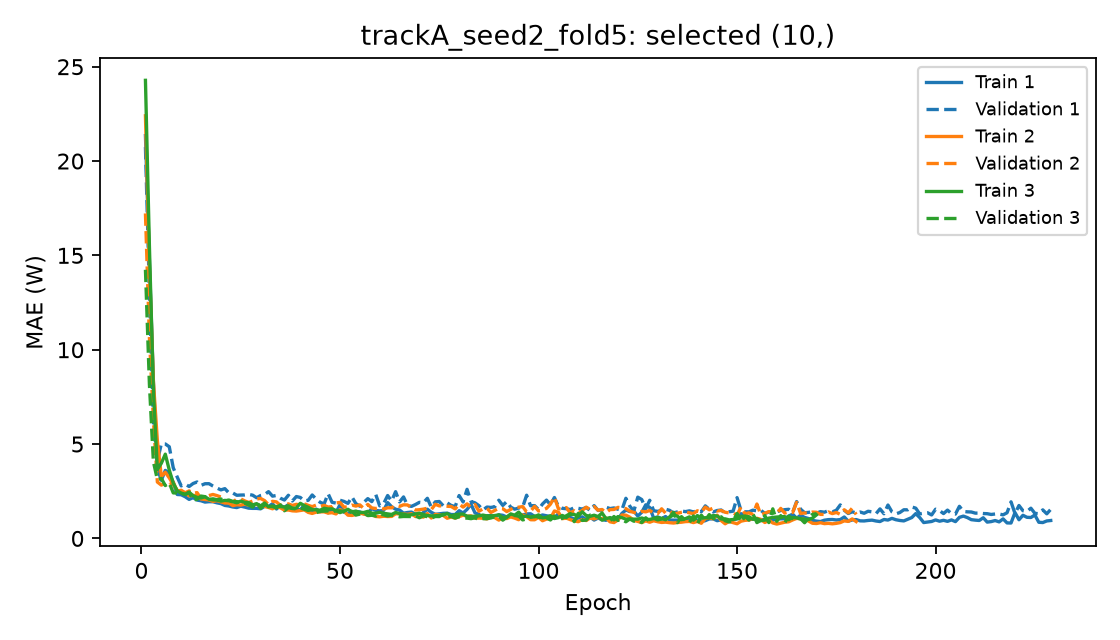 trackA_seed2_fold5: selected (10,)
Train 1
Validation 1
Train 2
Validation 2
Train 3
Validation 3
MAE (W)
25
20
15
10
5
0
0 50 100 150 200
Epoch